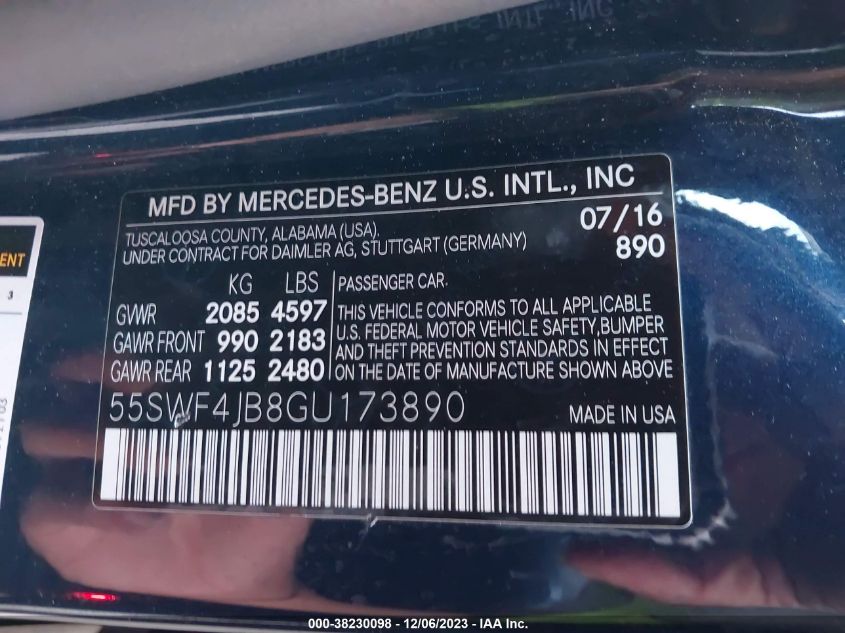 MFD BY MERCEDES-BENZ U.S. INTL., INC
TUSCALOOSA COUNTY, ALABAMA (USA). 07/16
UNDER CONTRACT FOR DAIMLER AG, STUTTGART (GERMANY) 890
KG LBS PASSENGER CAR.
GVWR 2085 4597 THIS VEHICLE CONFORMS TO ALL APPLICABLE
U.S. FEDERAL MOTOR VEHICLE SAFETY,BUMPER
GAWR FRONT 990 2183 AND THEFT PREVENTION STANDARDS IN EFFECT
GAWR REAR 1125 2480 ON THE DATE OF MANUFACTURE SHOWN ABOVE
55SWF4JB8GU173890 MADE IN USA
ENT
3
000-38230098 - 12/06/2023 - IAA Inc.